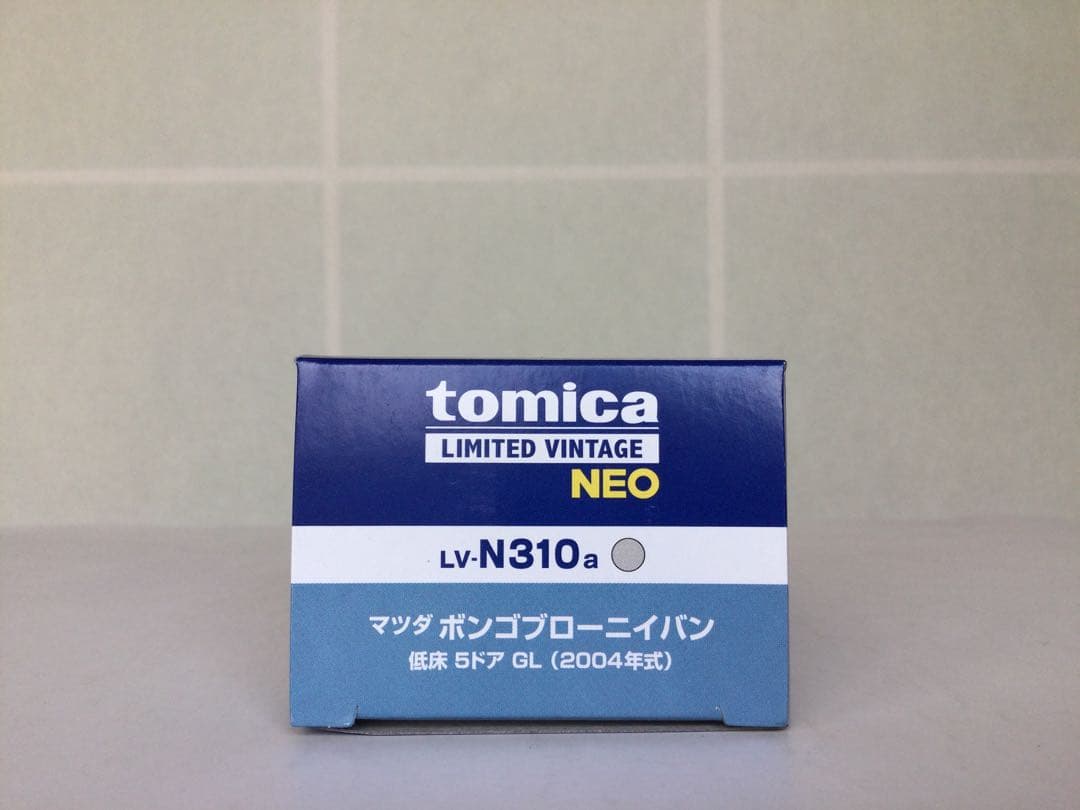 tomica
LIMITED VINTAGE
NEO
LV-N310a
マツダ ボンゴブローニイバン
低床 5ドア GL（2004年式）